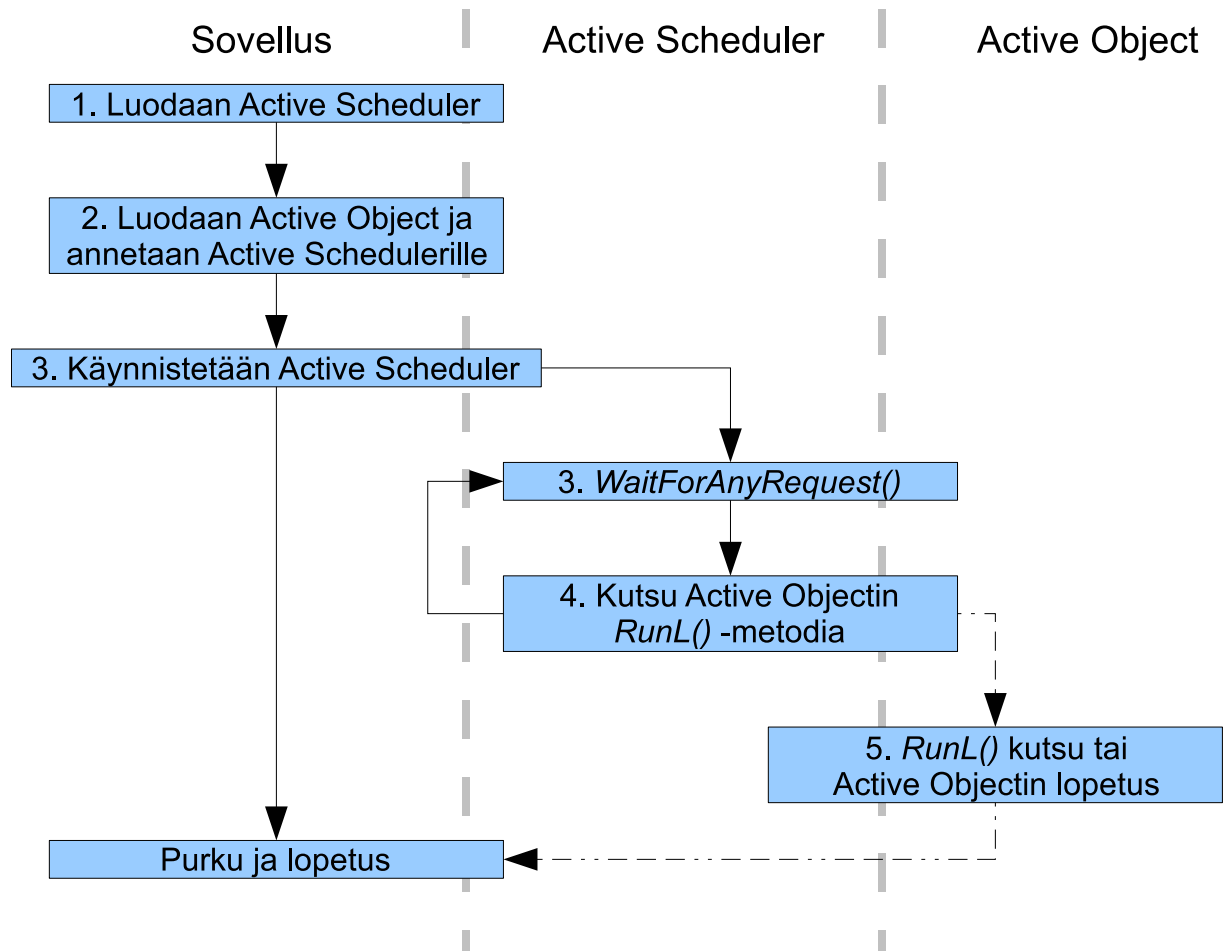 Sovellus
Active Scheduler
Active Object
1. Luodaan Active Scheduler
2. Luodaan Active Object ja
annetaan Active Schedulerille
3. Käynnistetään Active Scheduler
3. WaitForAnyRequest()
4. Kutsu Active Objectin
RunL() -metodia
5. RunL() kutsu tai
Active Objectin lopetus
Purku ja lopetus